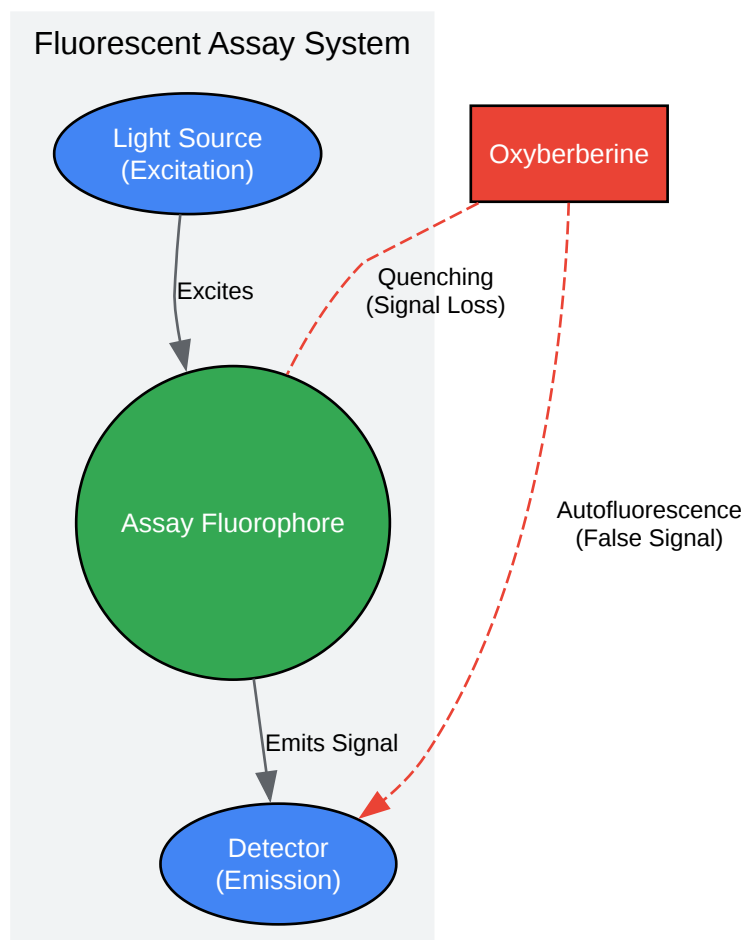 Fluorescent Assay System
Light Source
(Excitation)
Oxyberberine
Excites
Quenching
(Signal Loss)
Assay Fluorophore
Autofluorescence
(False Signal)
Emits Signal
Detector
(Emission)